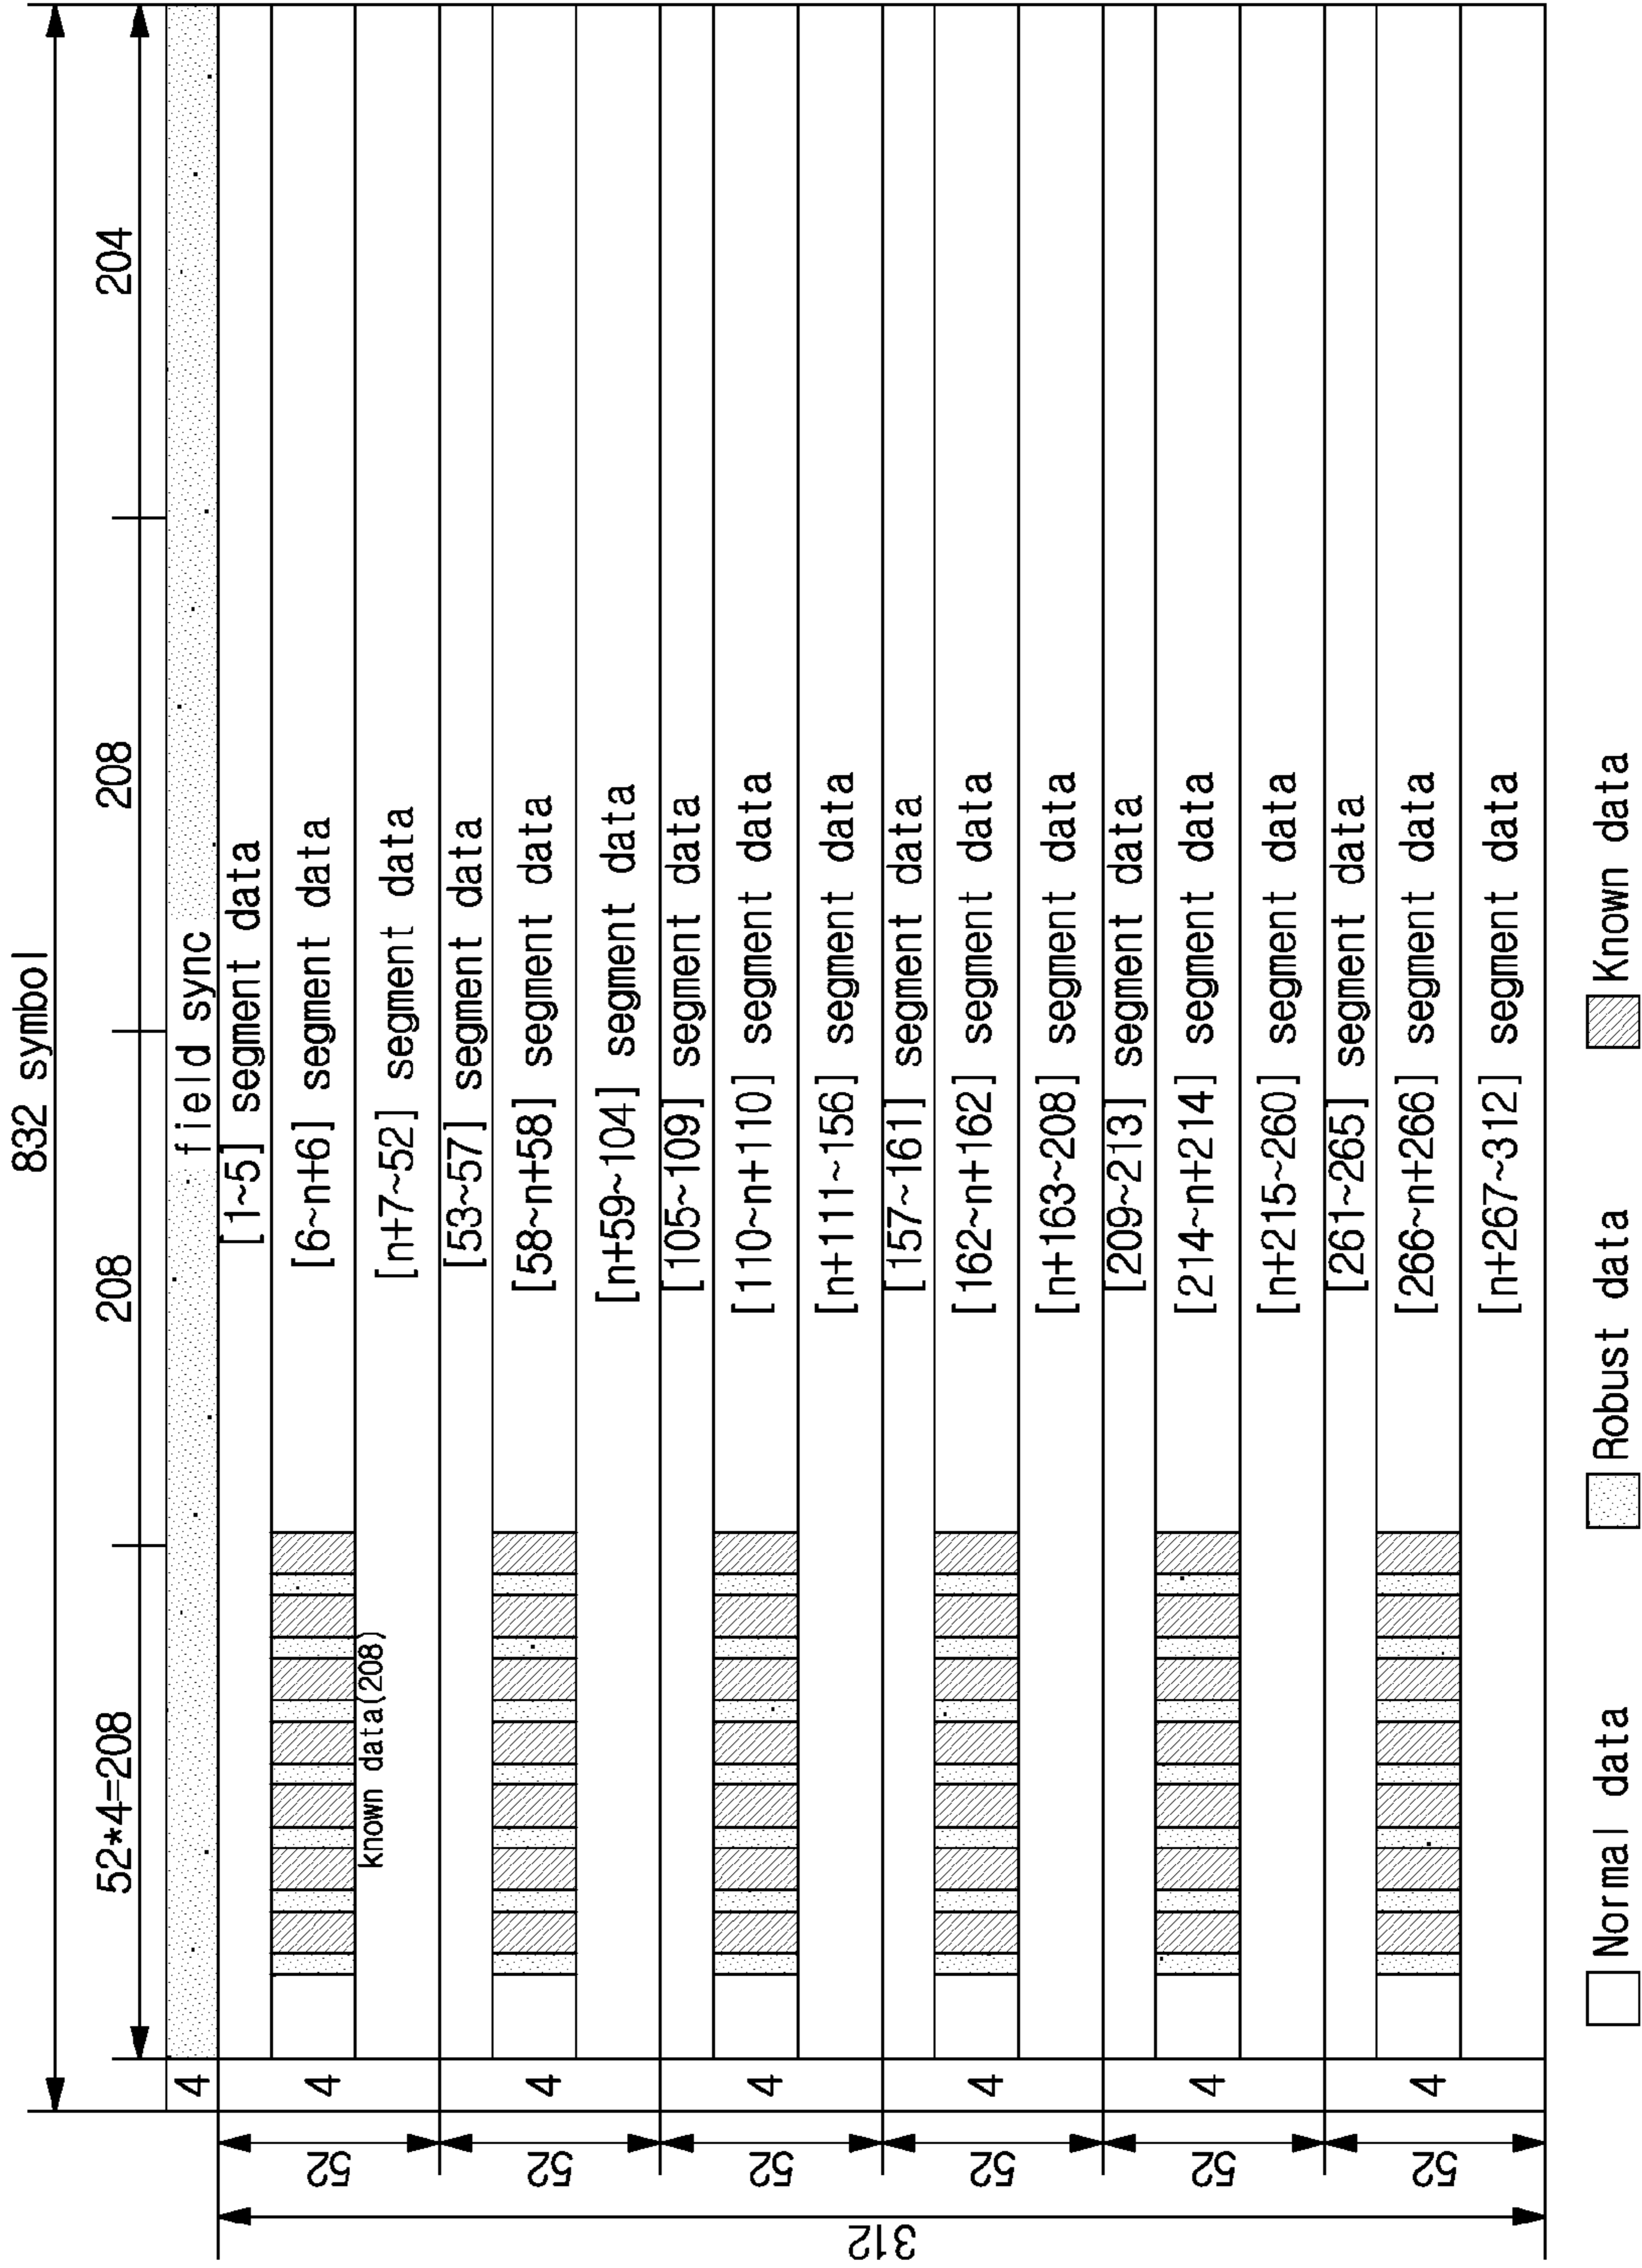 832 symbol
52*4=208 208 208 204
4 field sync
[1~5] segment data
4 [6~n+6] segment data
known data(208)
[n+7~52] segment data
52
[53~57] segment data
4 [58~n+58] segment data
[n+59~104] segment data
52
[105~109] segment data
4 [110~n+110] segment data
[n+111~156] segment data
52
[157~161] segment data
4 [162~n+162] segment data
[n+163~208] segment data
52
[209~213] segment data
4 [214~n+214] segment data
[n+215~260] segment data
52
[261~265] segment data
4 [266~n+266] segment data
[n+267~312] segment data
52
312
Normal data Robust data Known data